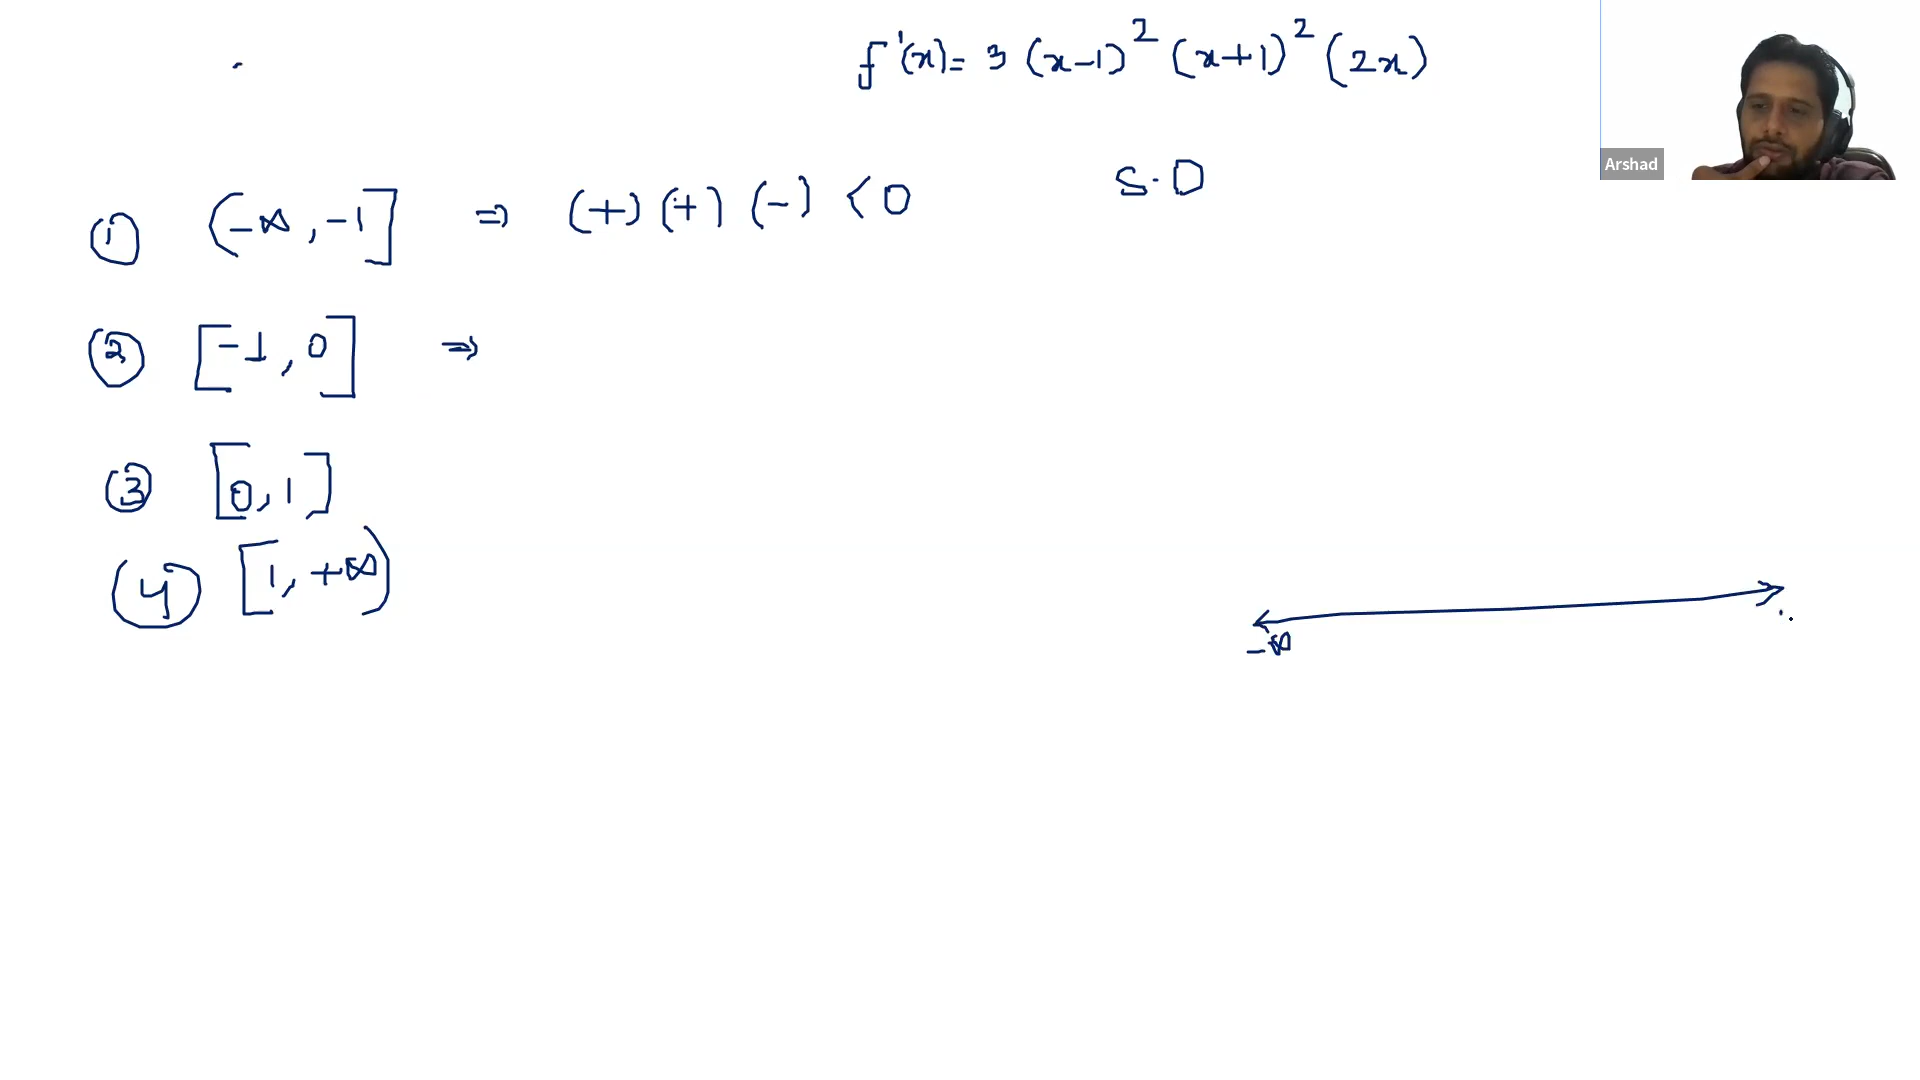 f'(x) = 3 (x-1)² (x+1)² (2x)
Arshad
① (-∞, -1] ⇒ (+) (+) (-) < 0 S.D
② [-1, 0] ⇒
③ [0, 1]
④ [1, +∞)
-∞